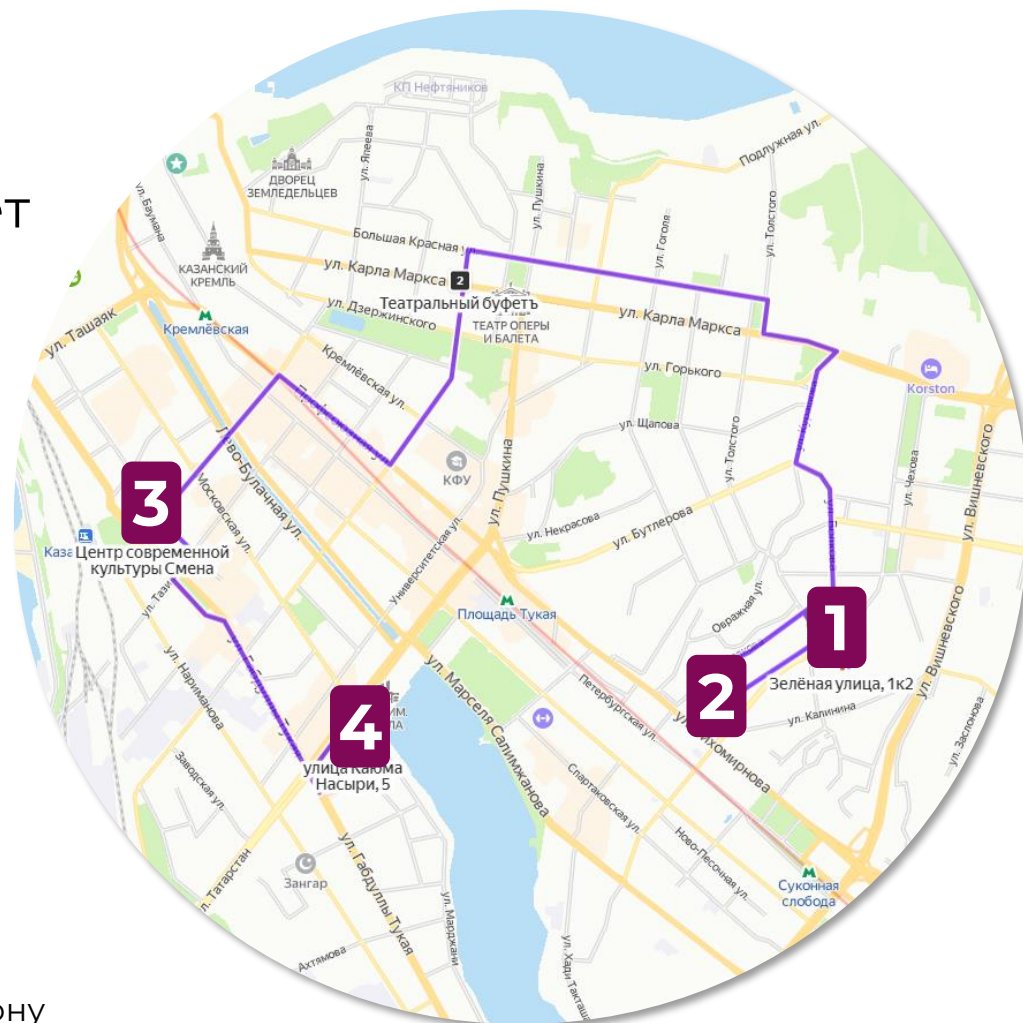 КП Нефтяников
Подлужная ул.
ул. Япеева
ДВОРЕЦ
ЗЕМЛЕДЕЛЬЦЕВ
ул. Пушкина
ул. Баумана
ул. Гоголя
ул. Толстого
КАЗАНСКИЙ
КРЕМЛЬ
Большая Красная ул.
ул. Карла Маркса
2
Театральный буфетъ
ТЕАТР ОПЕРЫ
И БАЛЕТА
ул. Карла Маркса
ул. Ташаяк
Кремлёвская
ул. Дзержинского
Кремлёвская ул.
ул. Горького
Korston
ул. Щапова
ул. Толстого
ул. Чехова
ул. Вишневского
КФУ
ул. Пушкина
3
Лево-Булачная ул.
Московская ул.
ул. Некрасова
ул. Бутлерова
Центр современной
культуры Смена
Университетская ул.
Площадь Тукая
Овражная ул.
1
2
Зелёная улица, 1к2
ул. Калинина
ул. Вишневского
ул. Заслонова
ул. Нариманова
4
улица Каюма
Насыри, 5
ул. Марселя Салимжанова
Петербургская ул.
Заводская ул.
Спартаковская ул.
Ново-Песочная ул.
Суконная
слобода
Зангар
ул. Габдуллы Тукая
ул. Марджани
Ахтямова